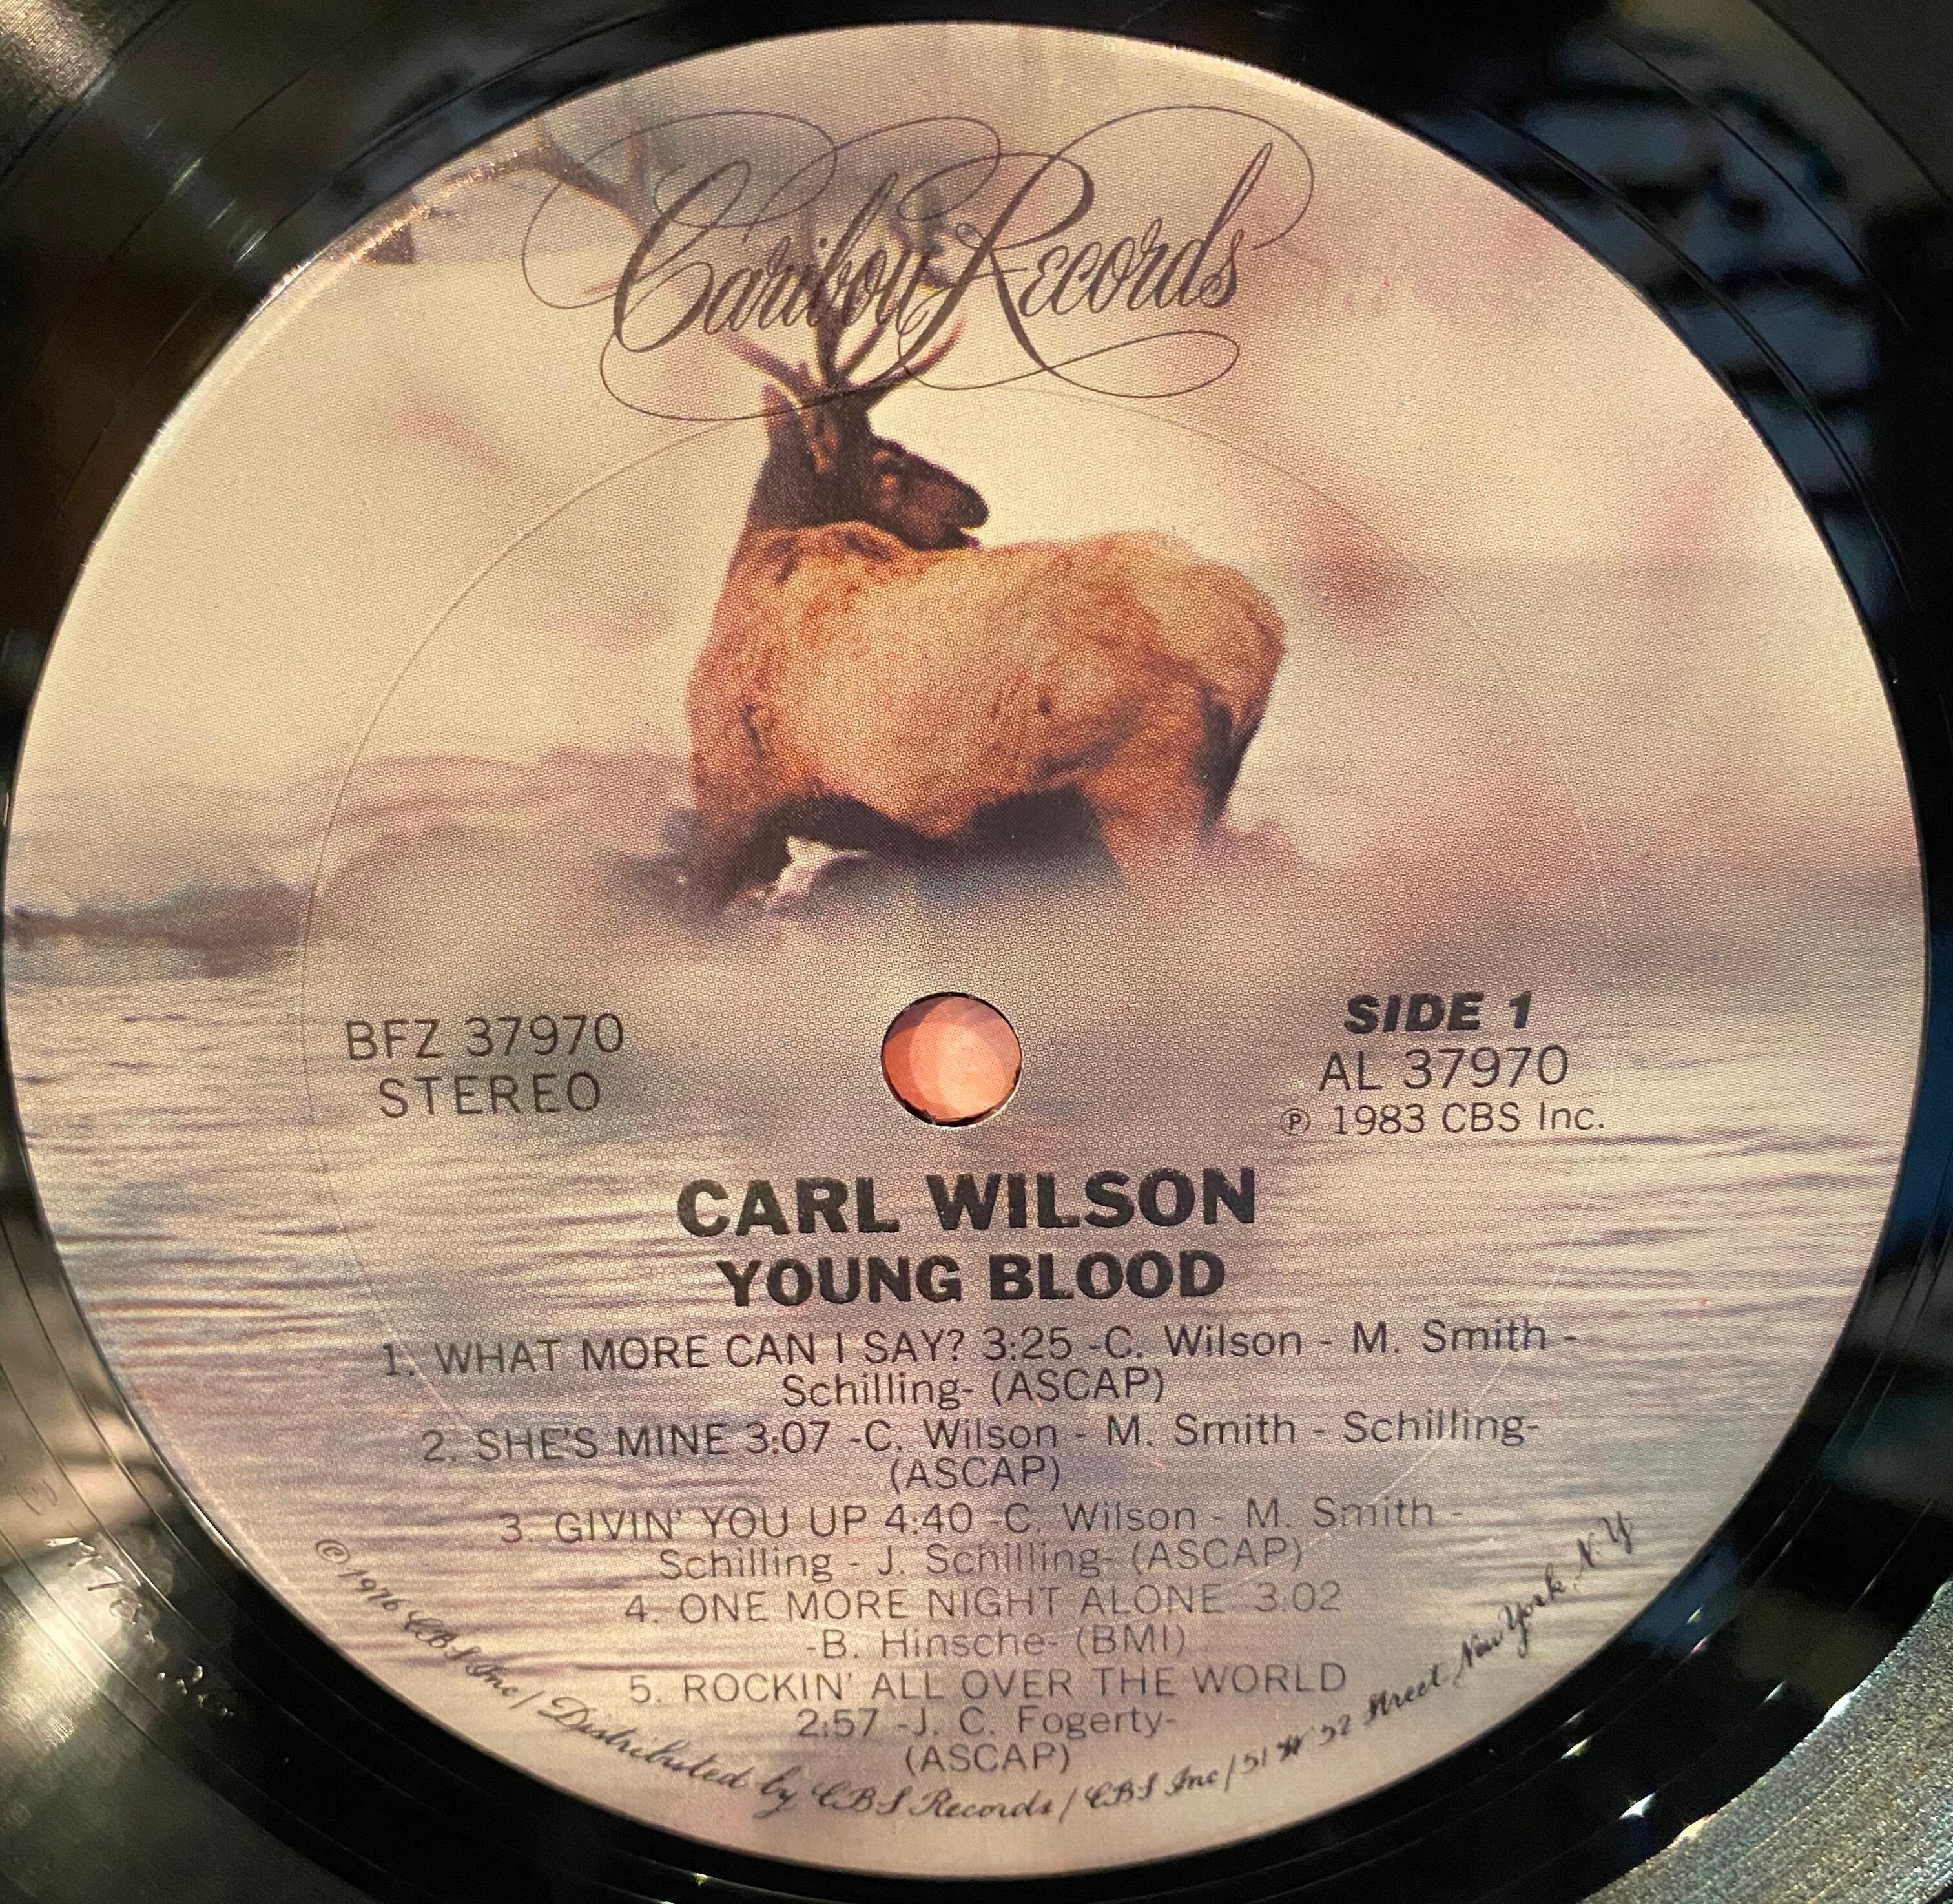 Caribou Records
BFZ 37970
STEREO
SIDE 1
AL 37970
℗ 1983 CBS Inc.
CARL WILSON
YOUNG BLOOD
1. WHAT MORE CAN I SAY? 3:25 -C. Wilson - M. Smith -
Schilling- (ASCAP)
2. SHE'S MINE 3:07 -C. Wilson - M. Smith - Schilling-
(ASCAP)
3. GIVIN' YOU UP 4:40 -C. Wilson - M. Smith -
Schilling - J. Schilling- (ASCAP)
4. ONE MORE NIGHT ALONE 3:02
-B. Hinsche- (BMI)
5. ROCKIN' ALL OVER THE WORLD
2:57 -J. C. Fogerty-
(ASCAP)
© 1976 CBS Inc / Distributed by CBS Records / CBS Inc / 51 W 52 Street, New York, N.Y.